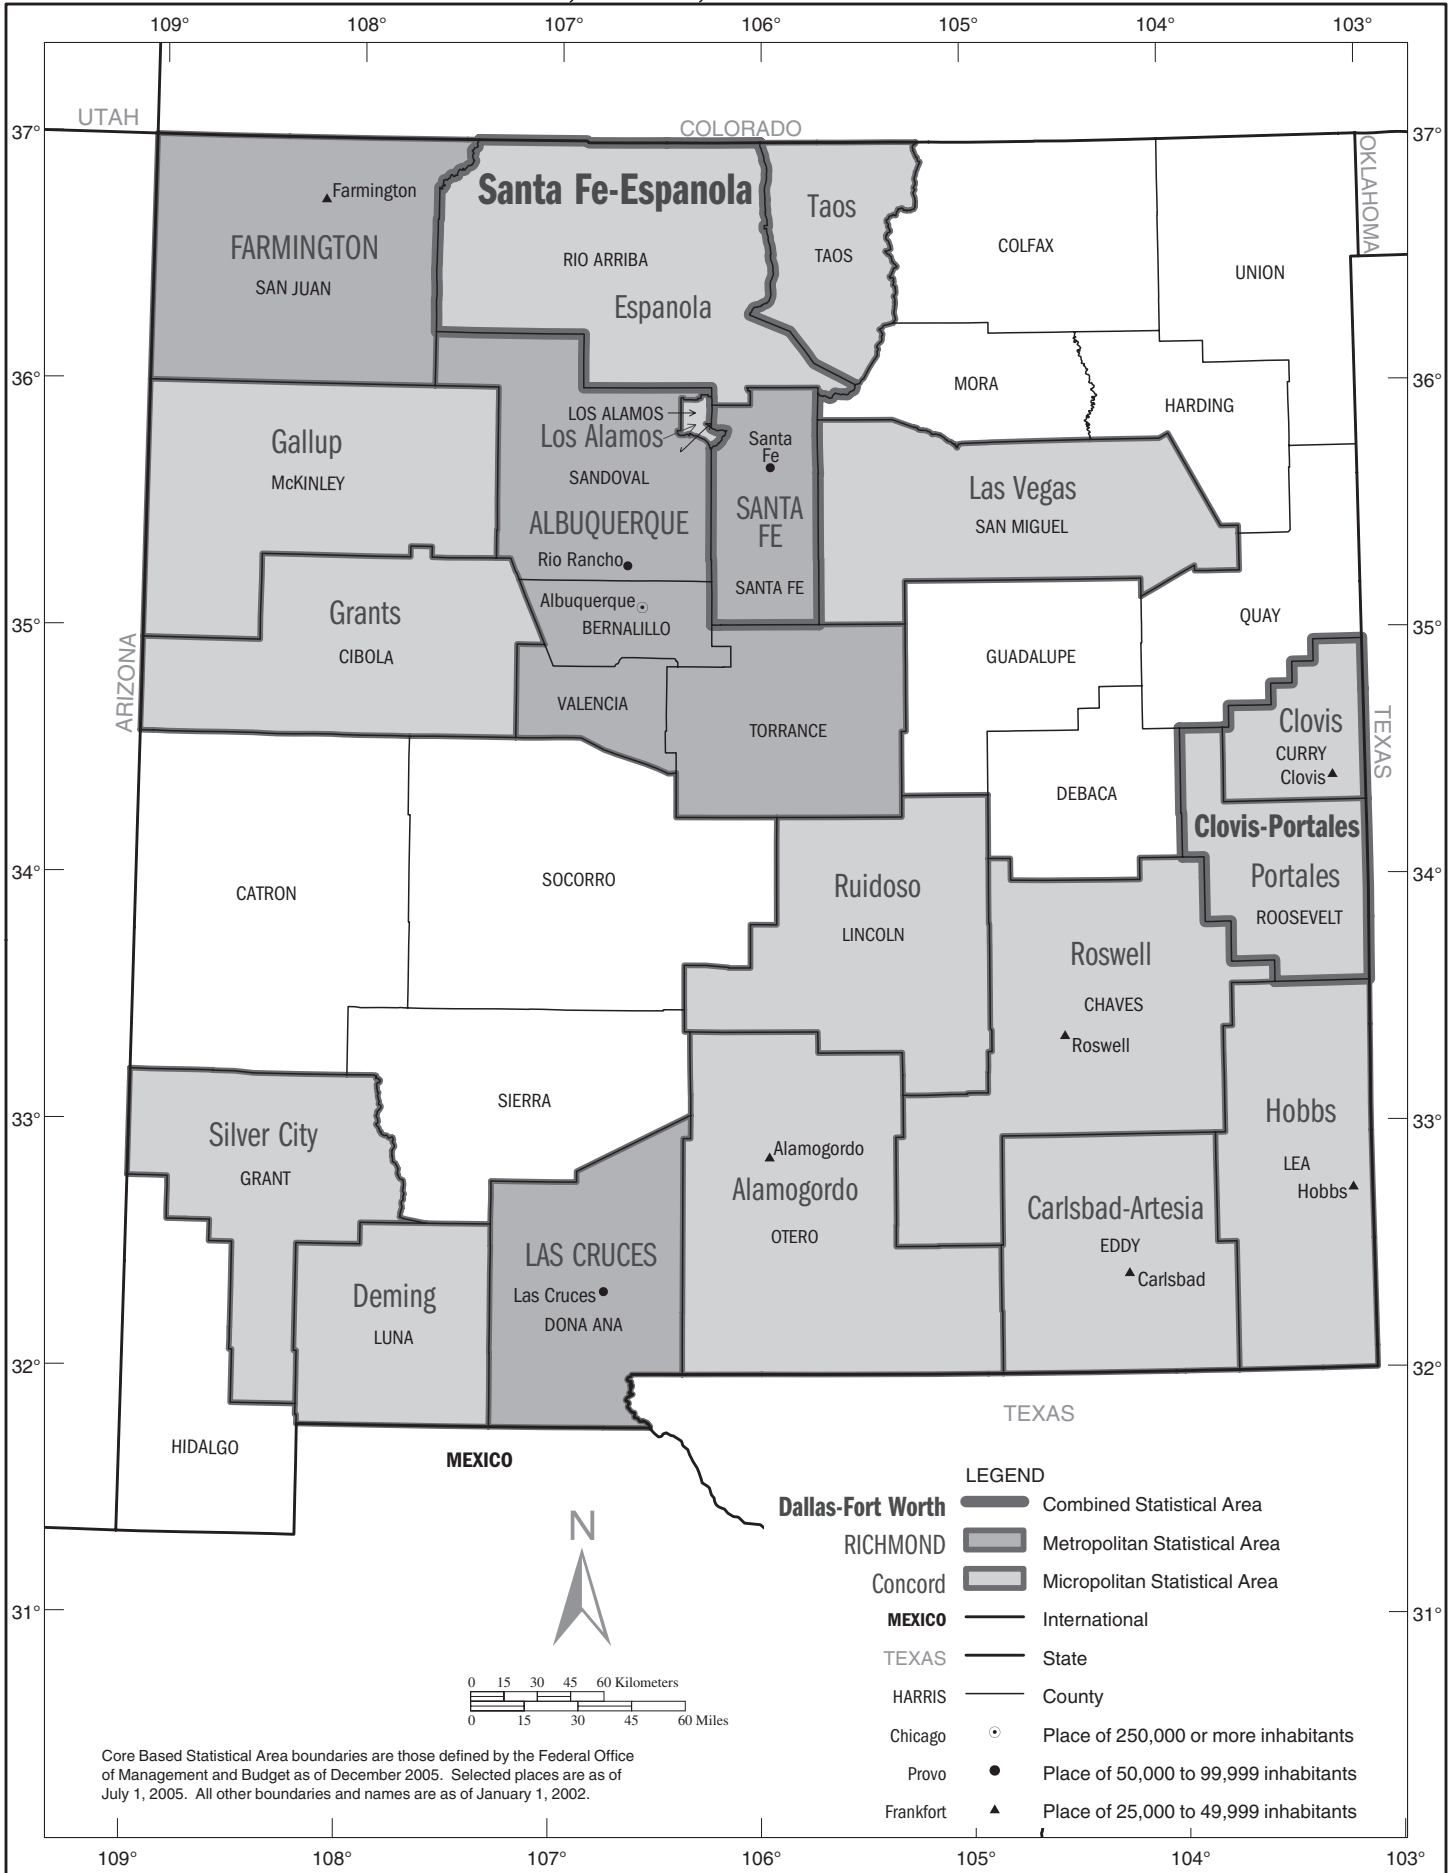 109° 108° 107° 106° 105° 104° 103°
UTAH
COLORADO
37°
37°
OKLAHOMA
Farmington
Santa Fe-Espanola
Taos
FARMINGTON
RIO ARRIBA
TAOS
COLFAX
SAN JUAN
UNION
Espanola
36°
36°
MORA
HARDING
LOS ALAMOS
Los Alamos
Santa
Fe
Gallup
McKINLEY
SANDOVAL
Las Vegas
ALBUQUERQUE
SANTA
FE
SAN MIGUEL
Rio Rancho
SANTA FE
Albuquerque
Grants
BERNALILLO
QUAY
35°
35°
CIBOLA
GUADALUPE
ARIZONA
VALENCIA
TORRANCE
Clovis
CURRY
Clovis
TEXAS
DEBACA
Clovis-Portales
34°
34°
CATRON
SOCORRO
Ruidoso
Portales
LINCOLN
ROOSEVELT
Roswell
CHAVES
Roswell
SIERRA
33°
33°
Hobbs
Silver City
Alamogordo
GRANT
Alamogordo
LEA
Hobbs
Carlsbad-Artesia
OTERO
EDDY
LAS CRUCES
Carlsbad
Las Cruces
Deming
DONA ANA
LUNA
32°
32°
TEXAS
HIDALGO
MEXICO
LEGEND
Dallas-Fort Worth Combined Statistical Area
RICHMOND Metropolitan Statistical Area
Concord Micropolitan Statistical Area
MEXICO International
TEXAS State
HARRIS County
Chicago Place of 250,000 or more inhabitants
Provo Place of 50,000 to 99,999 inhabitants
Frankfort Place of 25,000 to 49,999 inhabitants
N
31°
31°
0 15 30 45 60 Kilometers
0 15 30 45 60 Miles
Core Based Statistical Area boundaries are those defined by the Federal Office
of Management and Budget as of December 2005. Selected places are as of
July 1, 2005. All other boundaries and names are as of January 1, 2002.
109° 108° 107° 106° 105° 104° 103°